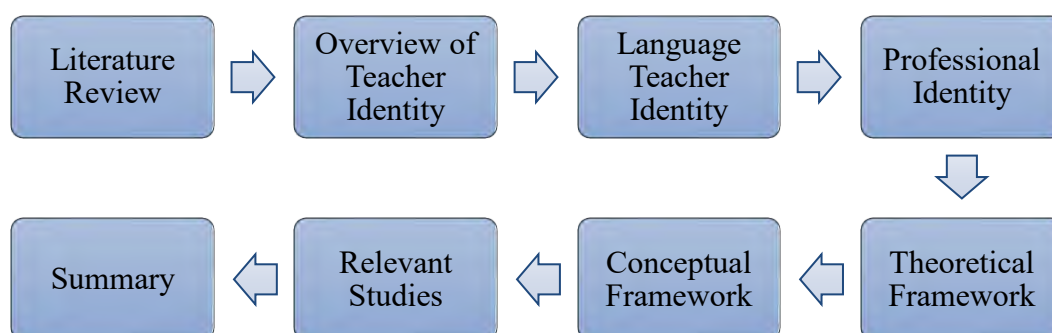 Literature
Review
Overview of
Teacher
Identity
Language
Teacher
Identity
Professional
Identity
Theoretical
Framework
Conceptual
Framework
Relevant
Studies
Summary